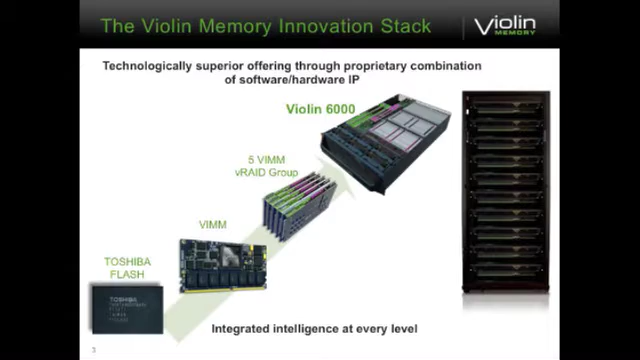 The Violin Memory Innovation Stack
VIOLIN
MEMORY
Technologically superior offering through proprietary combination
of software/hardware IP
Violin 6000
5 VIMM
vRAID Group
VIMM
TOSHIBA
FLASH
TOSHIBA
Integrated intelligence at every level
3